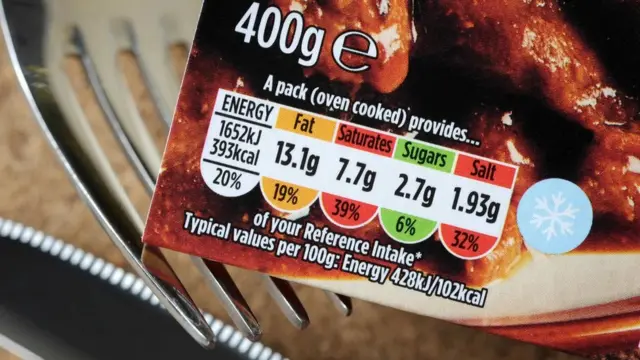 400g e
A pack (oven cooked) provides...
ENERGY Fat Saturates Sugars Salt
1652kJ
393kcal 13.1g 7.7g 2.7g 1.93g
20% 19% 39% 6% 32%
of your Reference Intake*
Typical values per 100g: Energy 428kJ/102kcal